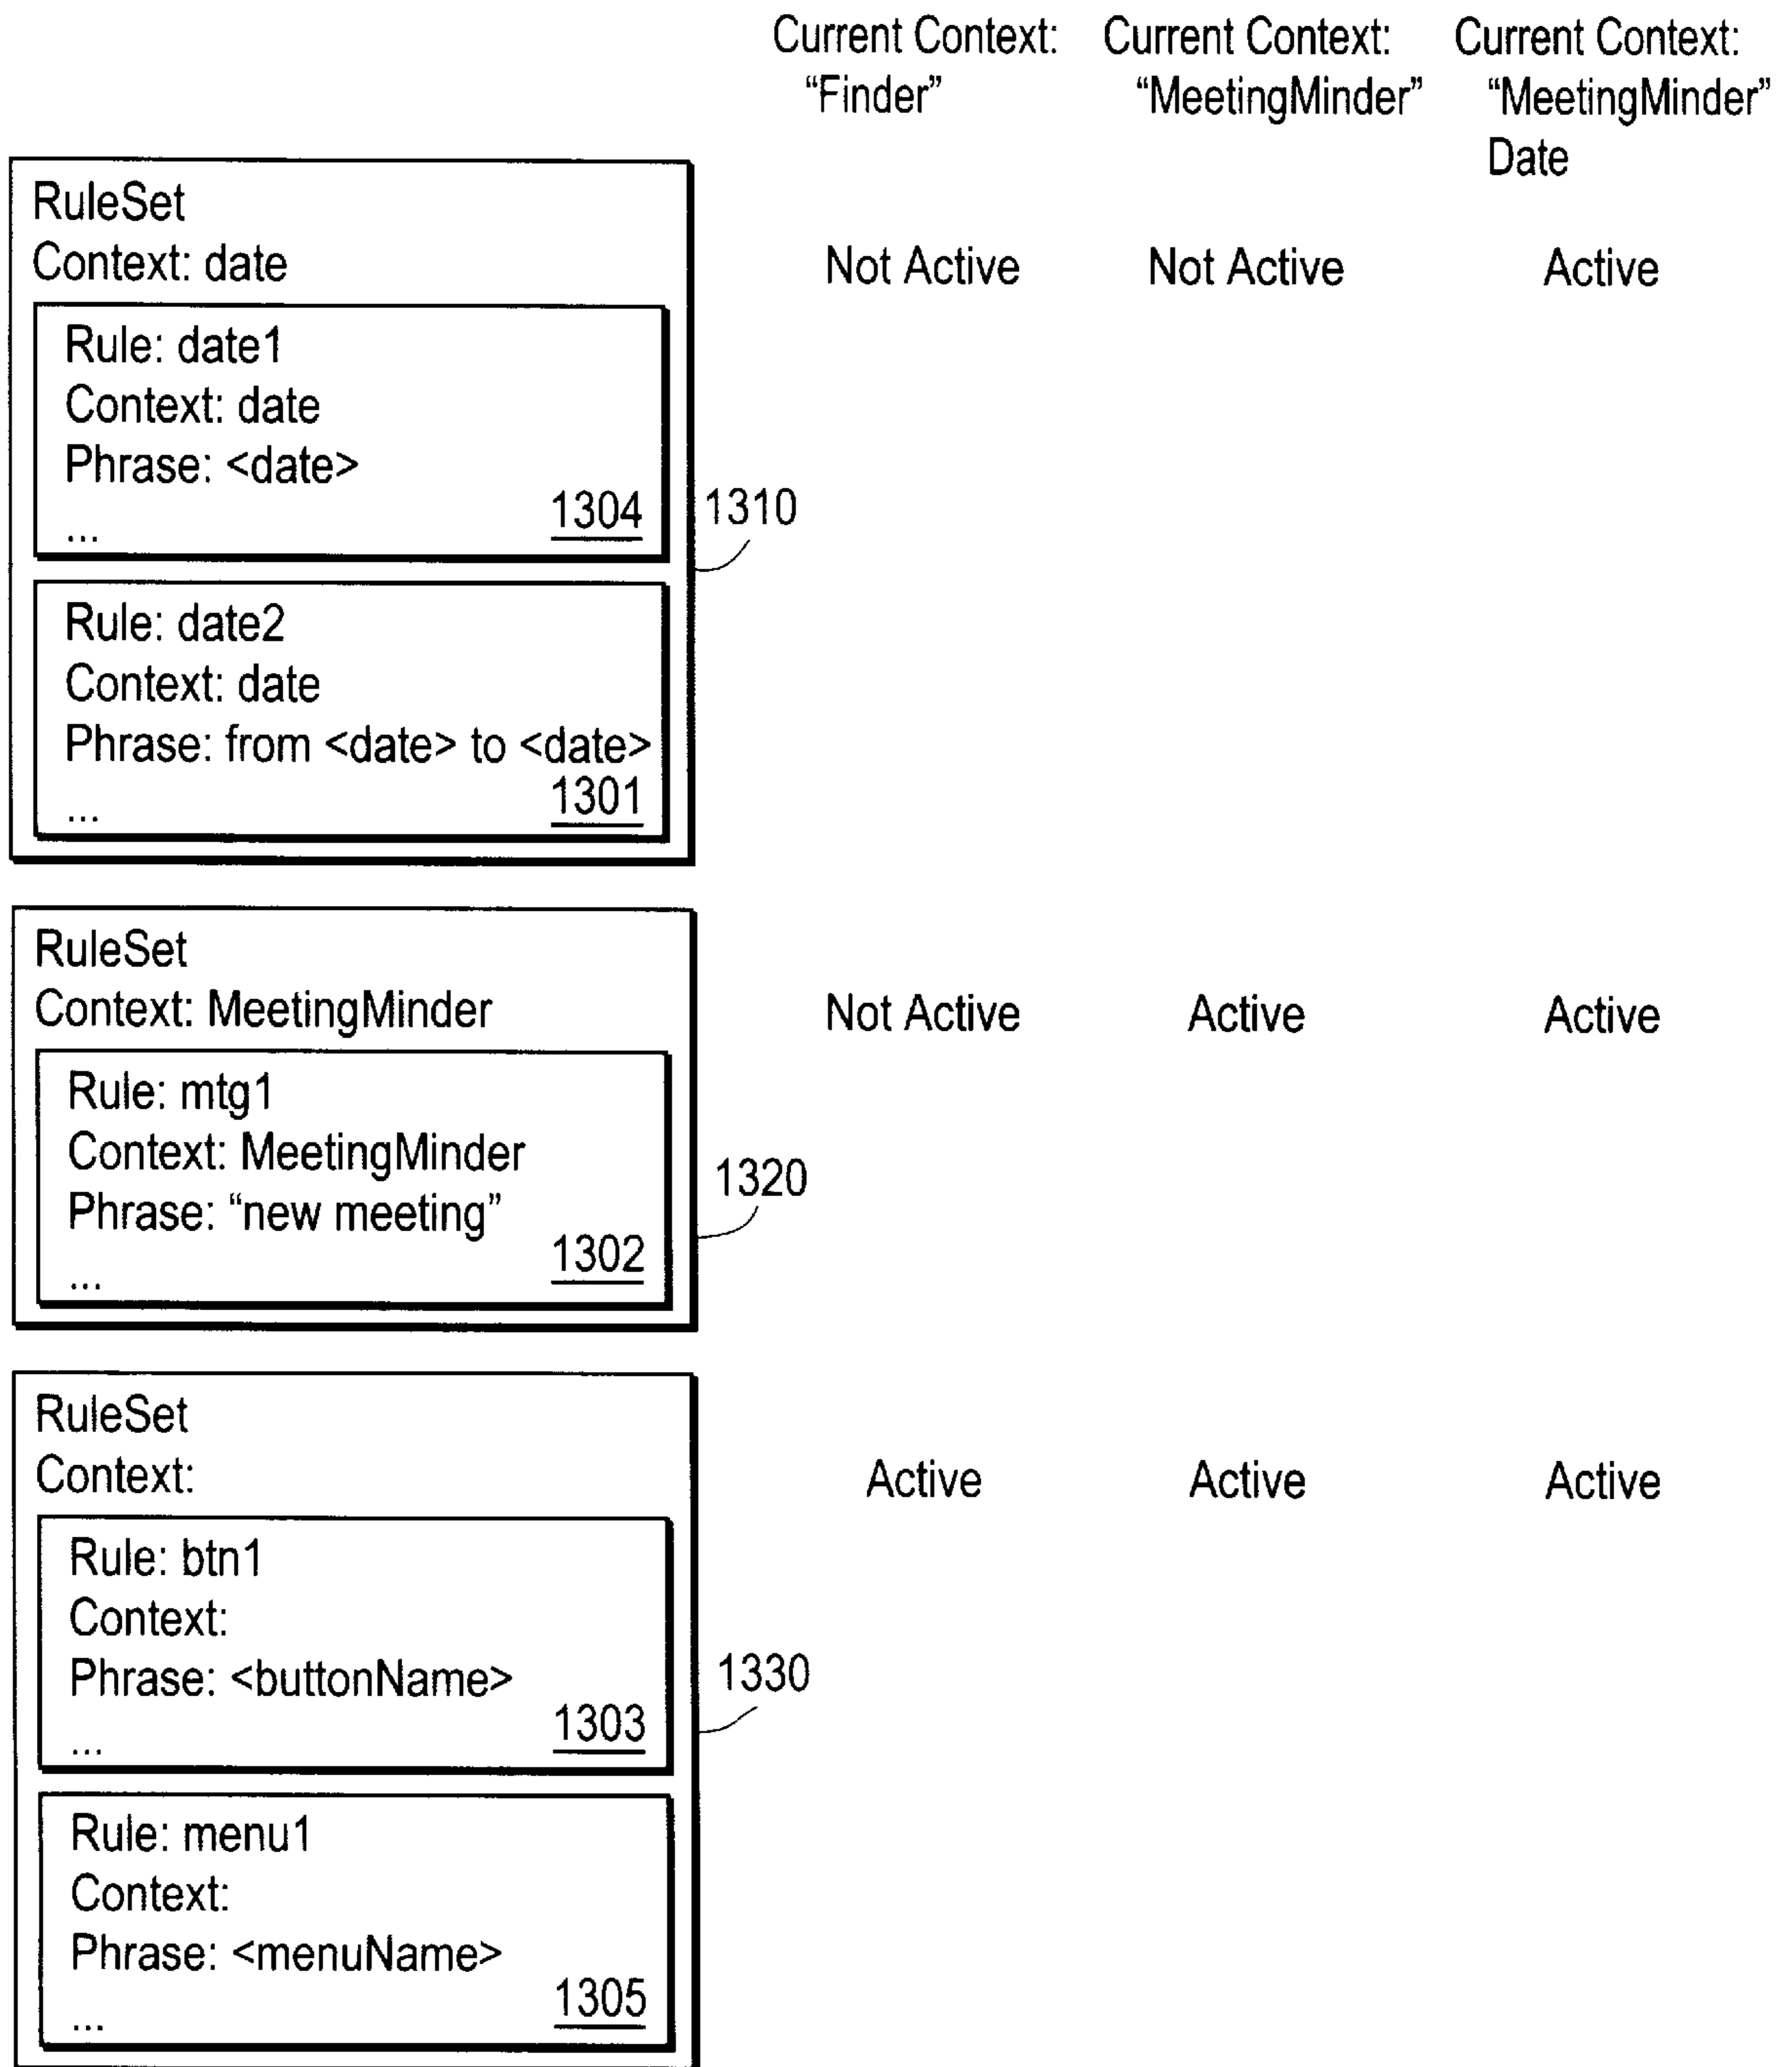 Current Context: Current Context: Current Context:
“Finder” “MeetingMinder” “MeetingMinder”
Date
RuleSet
Context: date Not Active Not Active Active
Rule: date1
Context: date
Phrase: <date>
... 1304 1310
Rule: date2
Context: date
Phrase: from <date> to <date>
... 1301
RuleSet
Context: MeetingMinder Not Active Active Active
Rule: mtg1
Context: MeetingMinder
Phrase: “new meeting” 1320
... 1302
RuleSet
Context: Active Active Active
Rule: btn1
Context:
Phrase: <buttonName> 1330
... 1303
Rule: menu1
Context:
Phrase: <menuName>
... 1305